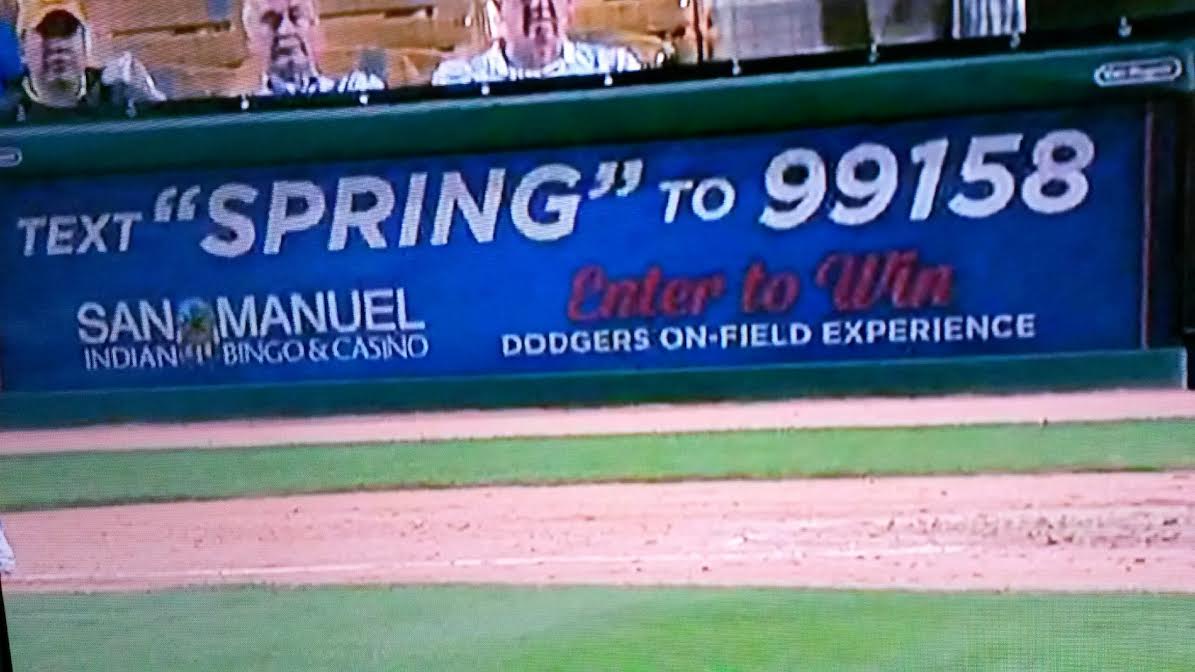 TEXT “SPRING” TO 99158
SAN MANUEL
INDIAN BINGO & CASINO
Enter to Win
DODGERS ON-FIELD EXPERIENCE